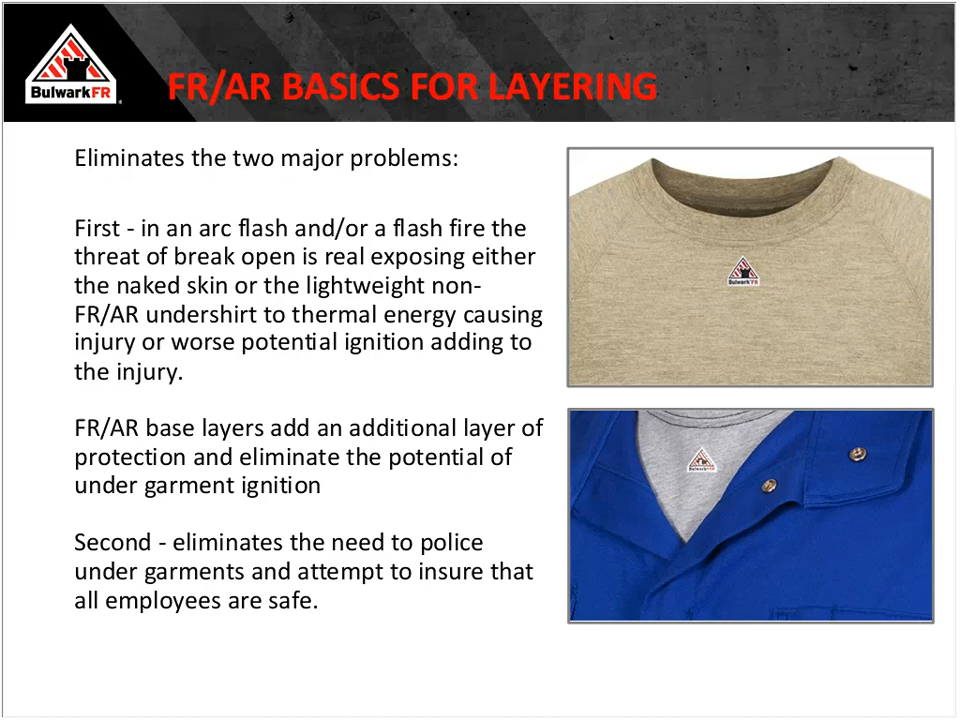 BulwarkFR
FR/AR BASICS FOR LAYERING
Eliminates the two major problems:
First - in an arc flash and/or a flash fire the
threat of break open is real exposing either
the naked skin or the lightweight non-
FR/AR undershirt to thermal energy causing
injury or worse potential ignition adding to
the injury.
FR/AR base layers add an additional layer of
protection and eliminate the potential of
under garment ignition
Second - eliminates the need to police
under garments and attempt to insure that
all employees are safe.
BulwarkFR
BulwarkFR